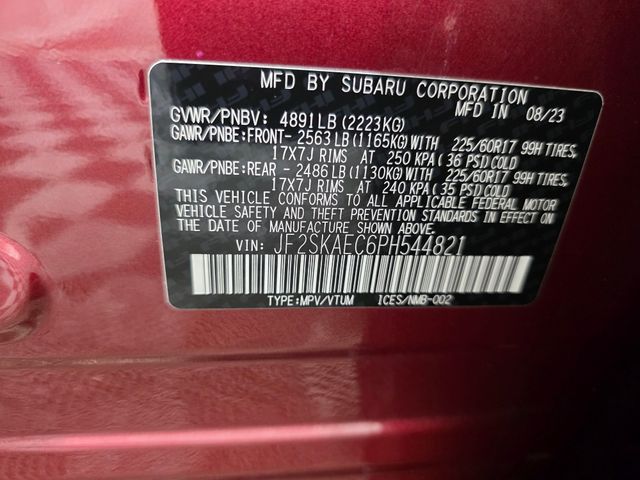 MFD BY SUBARU CORPORATION
MFD IN 08/23
GVWR/PNBV: 4891LB(2223KG)
GAWR/PNBE:FRONT-2563LB(1165KG)WITH 225/60R17 99H TIRES,
17X7J RIMS AT 250 KPA(36 PSI)COLD
GAWR/PNBE:REAR -2486LB(1130KG)WITH 225/60R17 99H TIRES,
17X7J RIMS AT 240 KPA(35 PSI)COLD
THIS VEHICLE CONFORMS TO ALL APPLICABLE FEDERAL MOTOR
VEHICLE SAFETY AND THEFT PREVENTION STANDARDS IN EFFECT
ON THE DATE OF MANUFACTURE SHOWN ABOVE.
VIN: JF2SKAEC6PH544821
TYPE:MPV/VTUM ICES/NMB-002